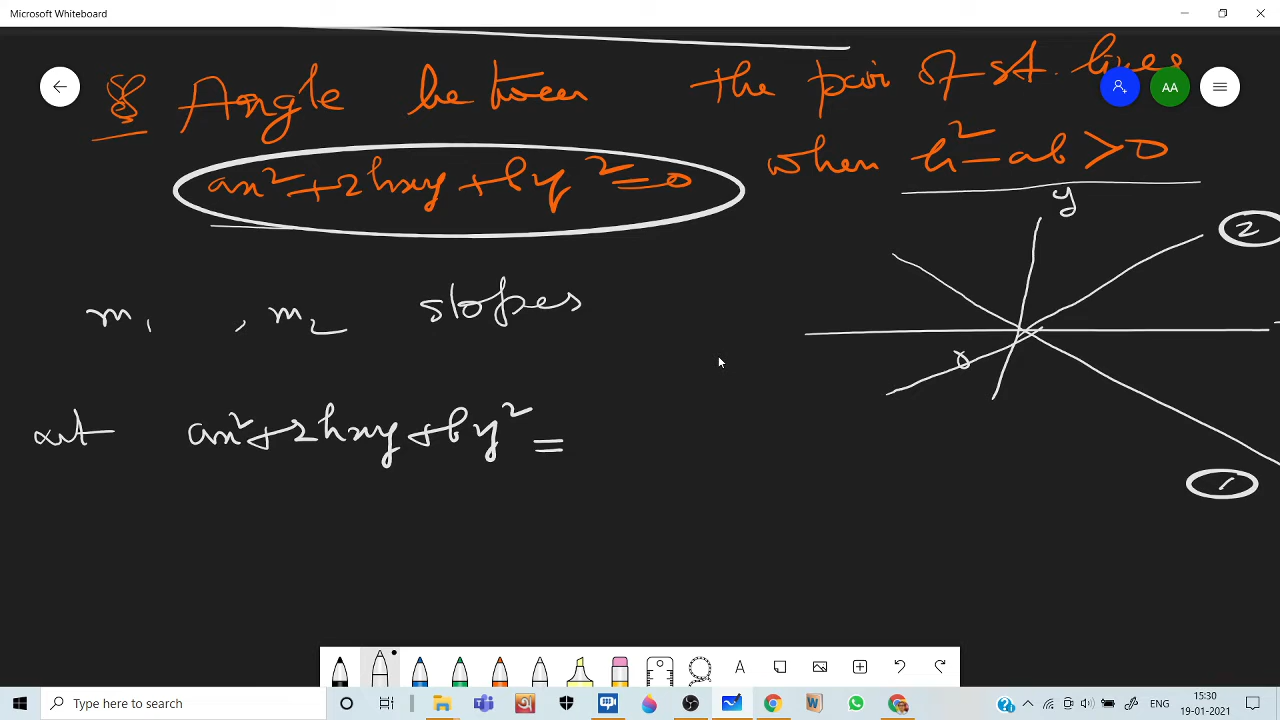 Microsoft Whiteboard
§ Angle between the pair of st. lines
ax²+2hxy+by²=0 when h²-ab>0
y
2
m₁ , m₂ slopes
0
Let ax²+2hxy+by² =
1
AA
A
Type here to search
ENG
15:30
19-01-2021